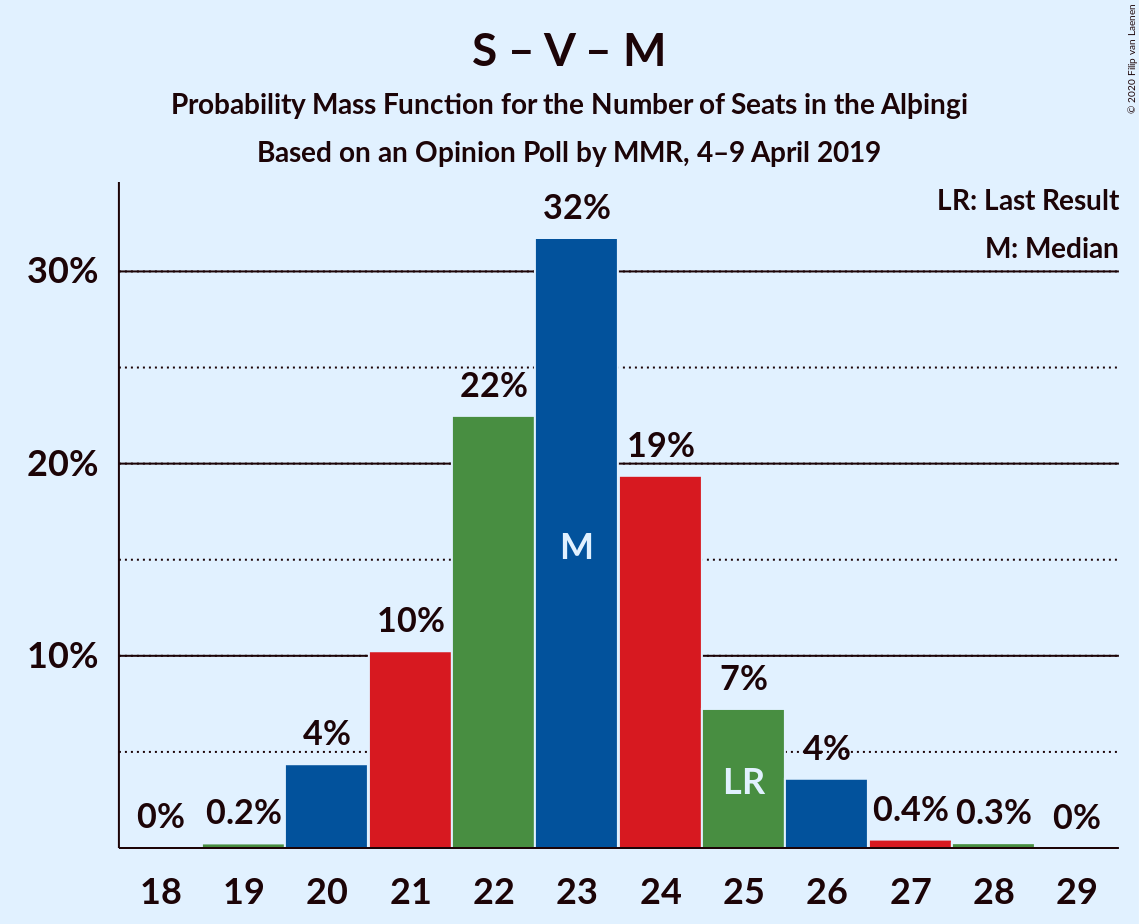 S – V – M
Probability Mass Function for the Number of Seats in the Alþingi
Based on an Opinion Poll by MMR, 4–9 April 2019
© 2020 Filip van Laenen
LR: Last Result
M: Median
30%
20%
10%
0%
0.2%
4%
10%
22%
32%
19%
7%
4%
0.4%
0.3%
0%
M
LR
18 19 20 21 22 23 24 25 26 27 28 29